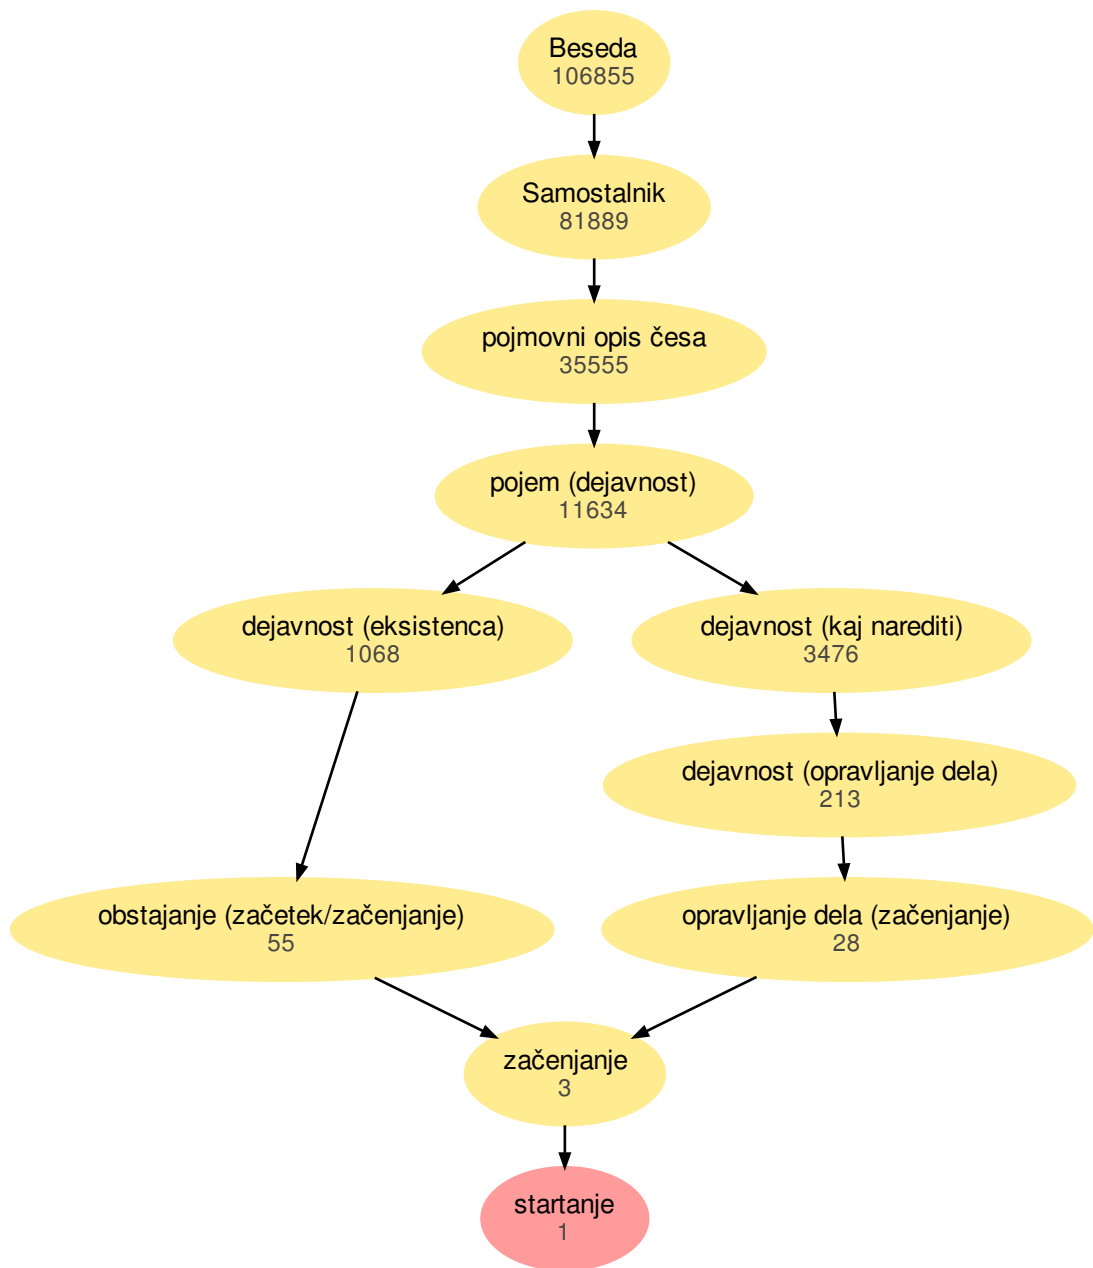 Beseda
106855
Samostalnik
81889
pojmovni opis česa
35555
pojem (dejavnost)
11634
dejavnost (eksistenca)
1068
dejavnost (kaj narediti)
3476
dejavnost (opravljanje dela)
213
obstajanje (začetek/začenjanje)
55
opravljanje dela (začenjanje)
28
začenjanje
3
startanje
1